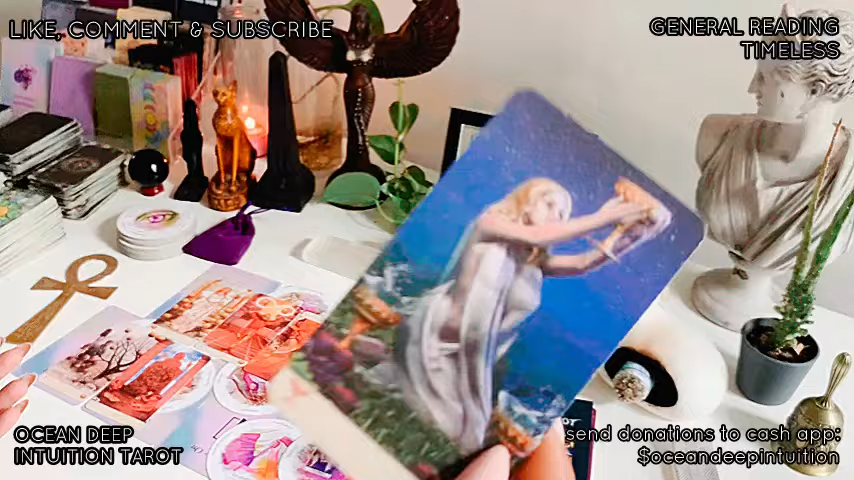 LIKE, COMMENT & SUBSCRIBE
GENERAL READING
TIMELESS
OCEAN DEEP
INTUITION TAROT
send donations to cash app:
$oceandeepintuition